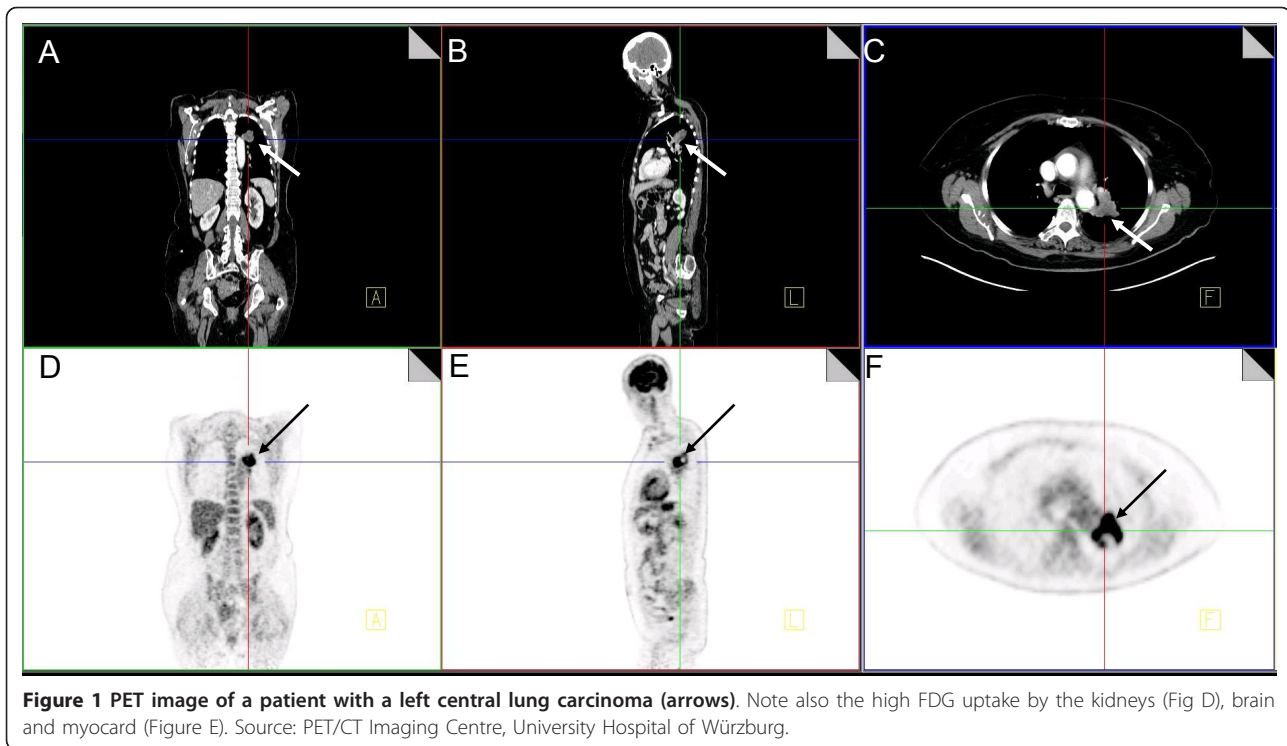 A
B
C
A
L
F
D
E
F
A
L
F
Figure 1 PET image of a patient with a left central lung carcinoma (arrows). Note also the high FDG uptake by the kidneys (Fig D), brain
and myocard (Figure E). Source: PET/CT Imaging Centre, University Hospital of Würzburg.